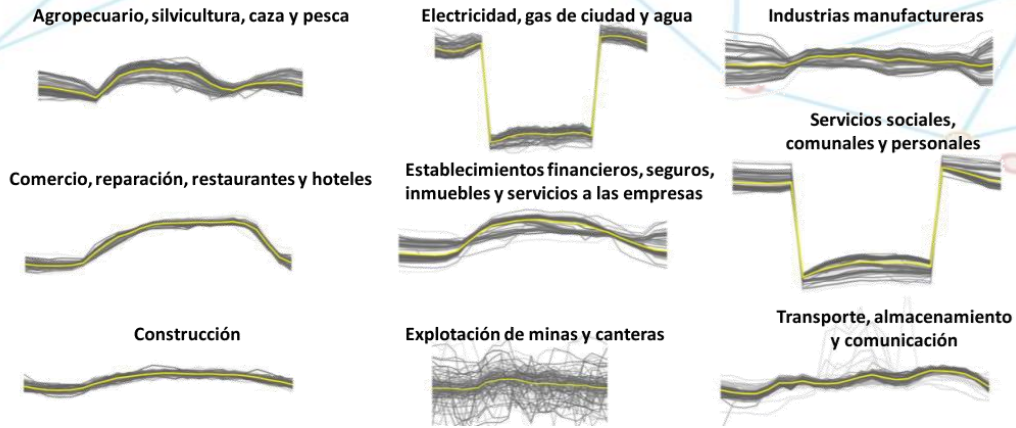 Agropecuario, silvicultura, caza y pesca
Electricidad, gas de ciudad y agua
Industrias manufactureras
Comercio, reparación, restaurantes y hoteles
Establecimientos financieros, seguros,
inmuebles y servicios a las empresas
Servicios sociales,
comunales y personales
Construcción
Explotación de minas y canteras
Transporte, almacenamiento
y comunicación